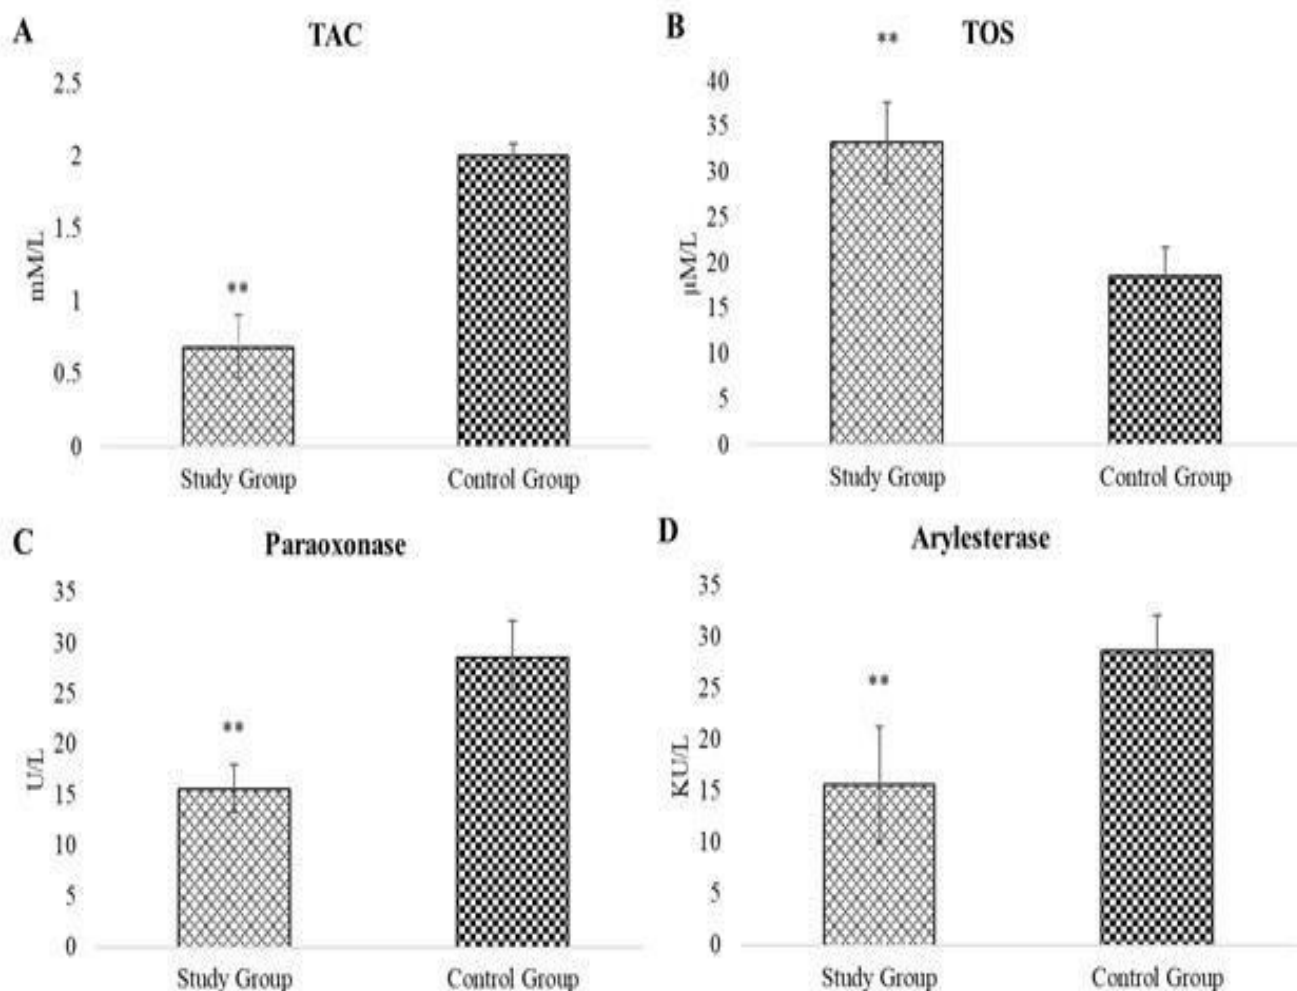 A
TAC
2.5
2
1.5
1
0.5
0
mM/L
**
Study Group
Control Group
B
TOS
40
35
30
25
20
15
10
5
0
µM/L
**
Study Group
Control Group
C
Paraoxonase
35
30
25
20
15
10
5
0
U/L
**
Study Group
Control Group
D
Arylesterase
35
30
25
20
15
10
5
0
KU/L
**
Study Group
Control Group